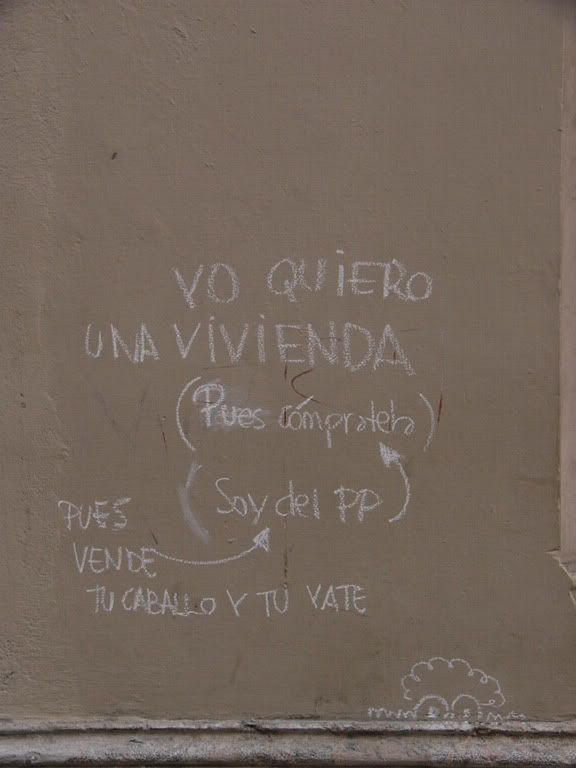 YO QUiERO
UNA ViViENDA
(Pues cómpratela)
(Soy del PP)
PUES
VENDE
TU CABALLO Y TU YATE